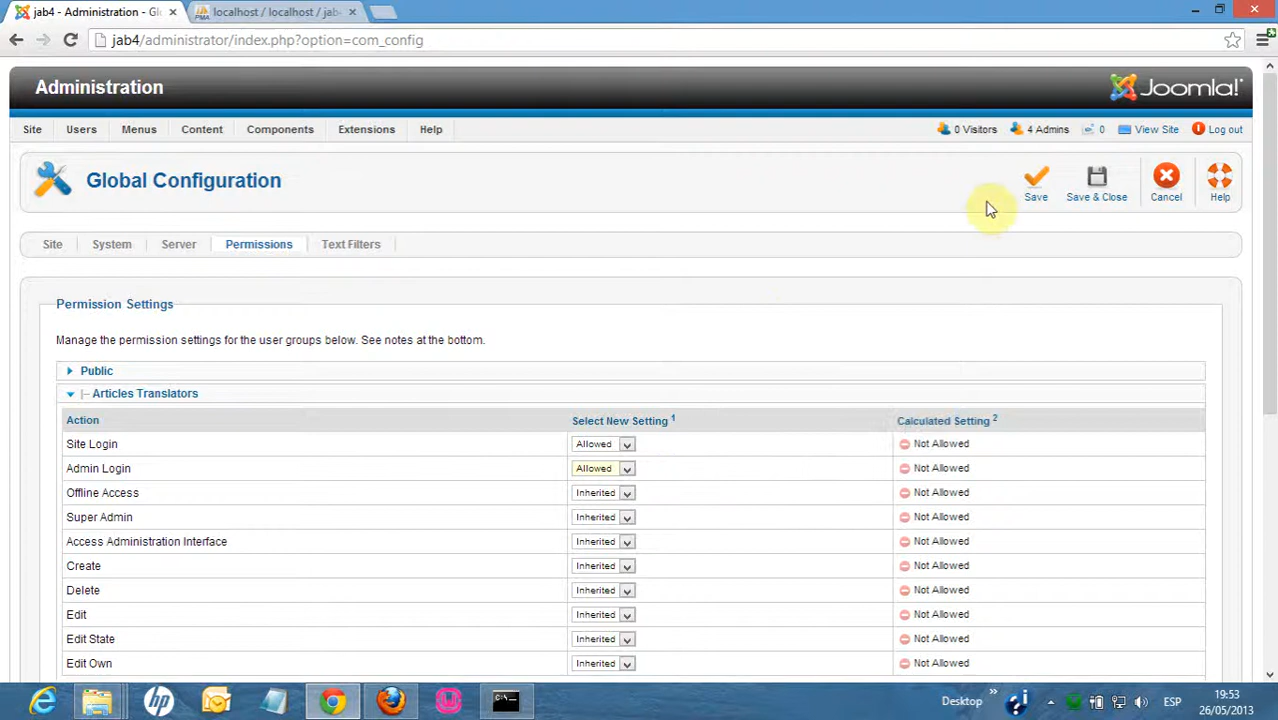 jab4 - Administration - Gl
localhost / localhost / jab
jab4/administrator/index.php?option=com_config
Administration
Joomla!
Site Users Menus Content Components Extensions Help
0 Visitors 4 Admins 0 View Site Log out
Global Configuration
Save Save & Close Cancel Help
Site System Server Permissions Text Filters
Permission Settings
Manage the permission settings for the user groups below. See notes at the bottom.
Public
|– Articles Translators
Action Select New Setting 1 Calculated Setting 2
Site Login Allowed Not Allowed
Admin Login Allowed Not Allowed
Offline Access Inherited Not Allowed
Super Admin Inherited Not Allowed
Access Administration Interface Inherited Not Allowed
Create Inherited Not Allowed
Delete Inherited Not Allowed
Edit Inherited Not Allowed
Edit State Inherited Not Allowed
Edit Own Inherited Not Allowed
Desktop ESP 19:53
26/05/2013